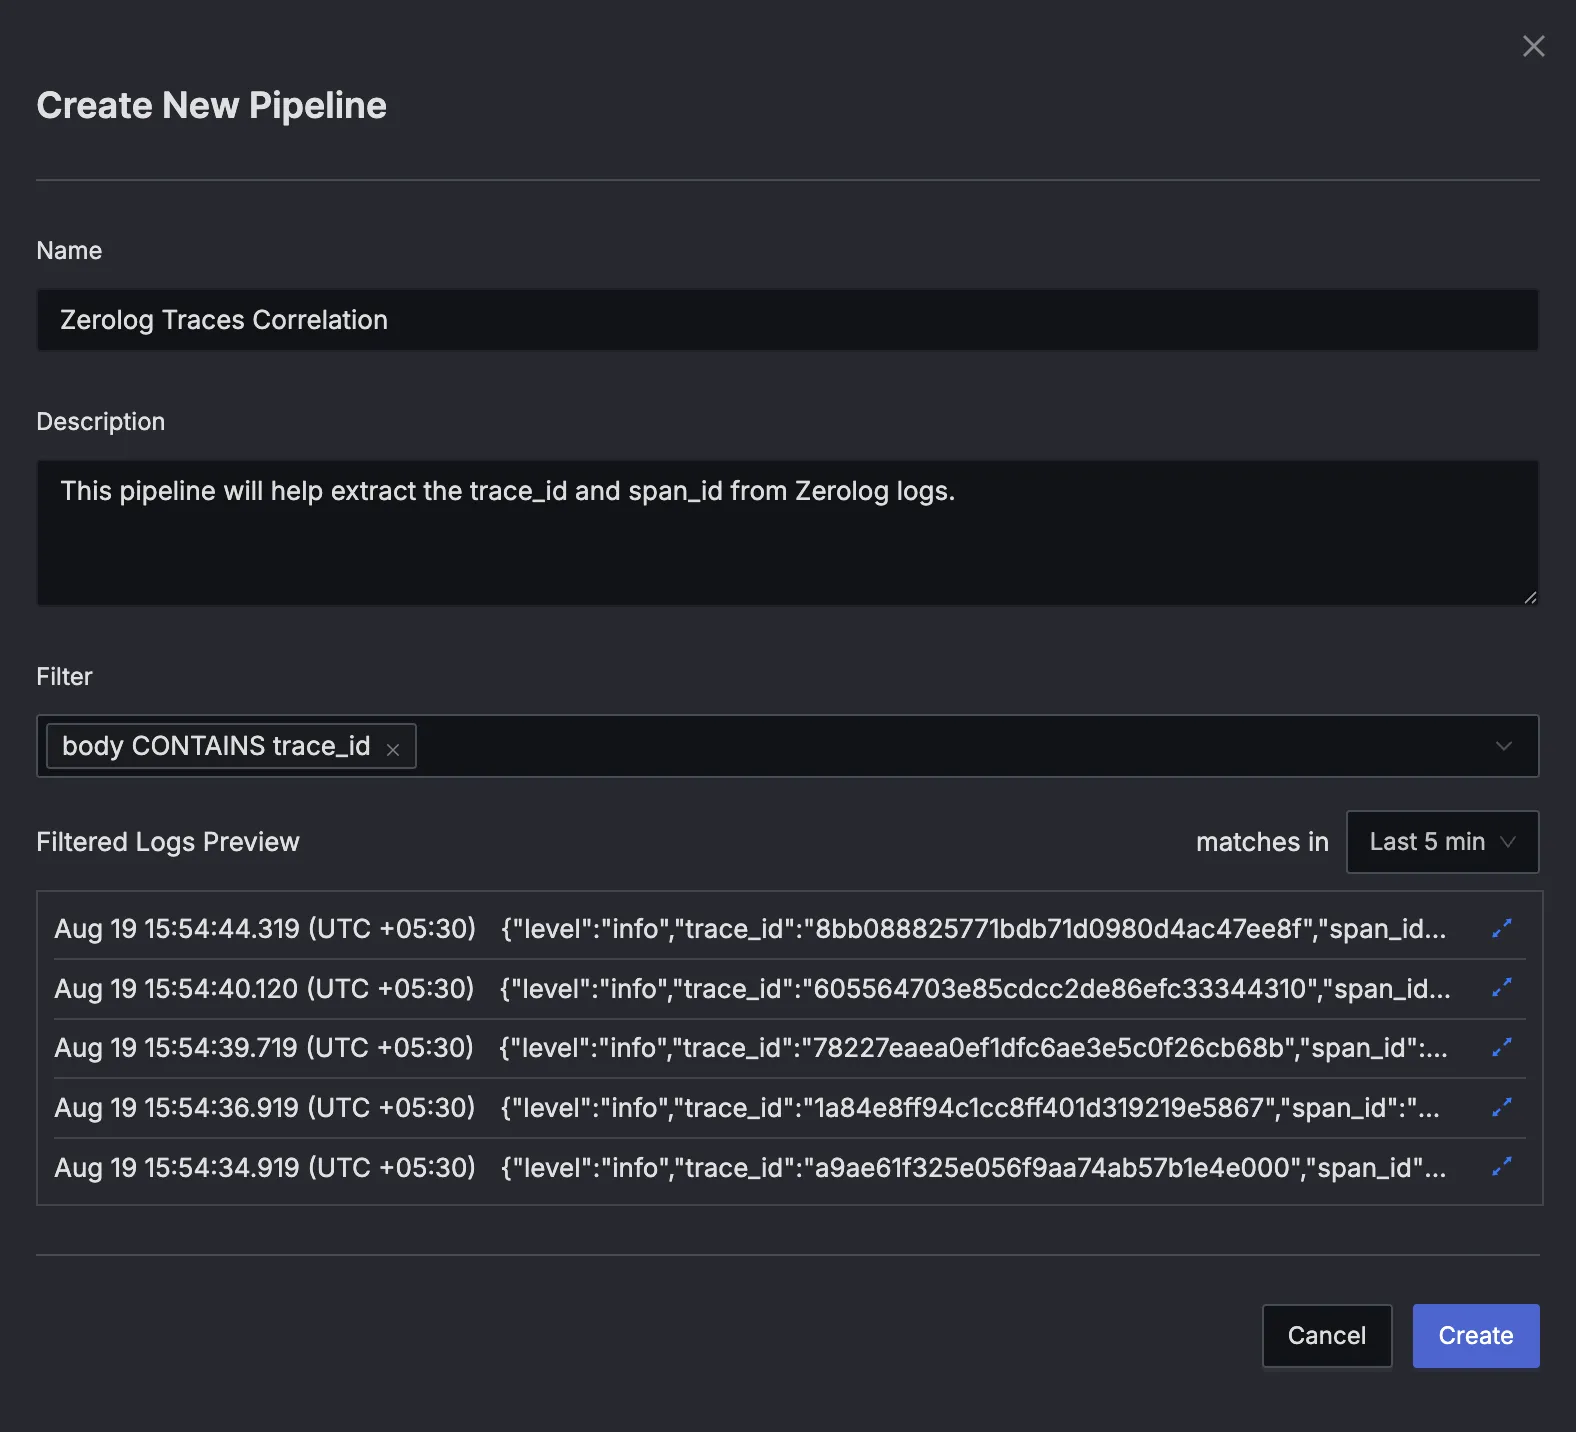 Create New Pipeline
Name
Zerolog Traces Correlation
Description
This pipeline will help extract the trace_id and span_id from Zerolog logs.
Filter
body CONTAINS trace_id
Filtered Logs Preview matches in Last 5 min
Aug 19 15:54:44.319 (UTC +05:30) {"level":"info","trace_id":"8bb088825771bdb71d0980d4ac47ee8f","span_id...
Aug 19 15:54:40.120 (UTC +05:30) {"level":"info","trace_id":"605564703e85cdcc2de86efc33344310","span_id...
Aug 19 15:54:39.719 (UTC +05:30) {"level":"info","trace_id":"78227eaea0ef1dfc6ae3e5c0f26cb68b","span_id":...
Aug 19 15:54:36.919 (UTC +05:30) {"level":"info","trace_id":"1a84e8ff94c1cc8ff401d319219e5867","span_id":"...
Aug 19 15:54:34.919 (UTC +05:30) {"level":"info","trace_id":"a9ae61f325e056f9aa74ab57b1e4e000","span_id"...
Cancel Create